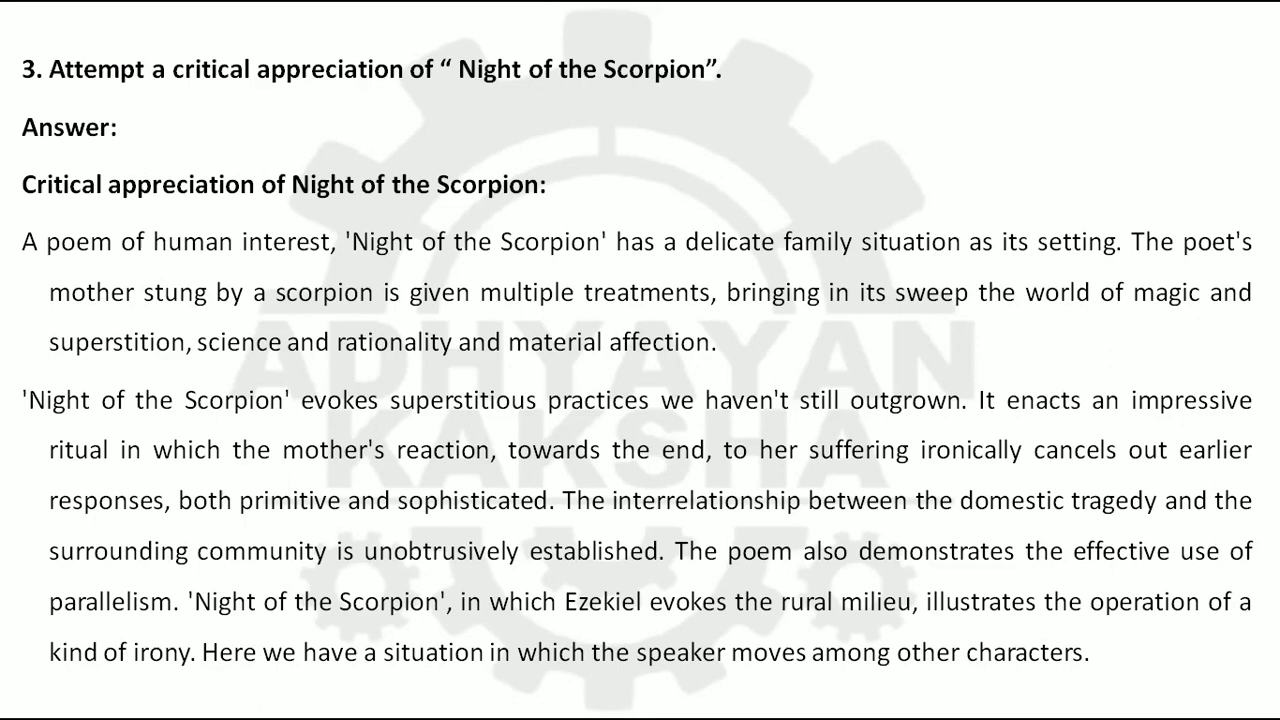 3. Attempt a critical appreciation of “ Night of the Scorpion”.
Answer:
Critical appreciation of Night of the Scorpion:
A poem of human interest, 'Night of the Scorpion' has a delicate family situation as its setting. The poet's
mother stung by a scorpion is given multiple treatments, bringing in its sweep the world of magic and
superstition, science and rationality and material affection.
'Night of the Scorpion' evokes superstitious practices we haven't still outgrown. It enacts an impressive
ritual in which the mother's reaction, towards the end, to her suffering ironically cancels out earlier
responses, both primitive and sophisticated. The interrelationship between the domestic tragedy and the
surrounding community is unobtrusively established. The poem also demonstrates the effective use of
parallelism. 'Night of the Scorpion', in which Ezekiel evokes the rural milieu, illustrates the operation of a
kind of irony. Here we have a situation in which the speaker moves among other characters.
ADHYAYAN
KAKSHA